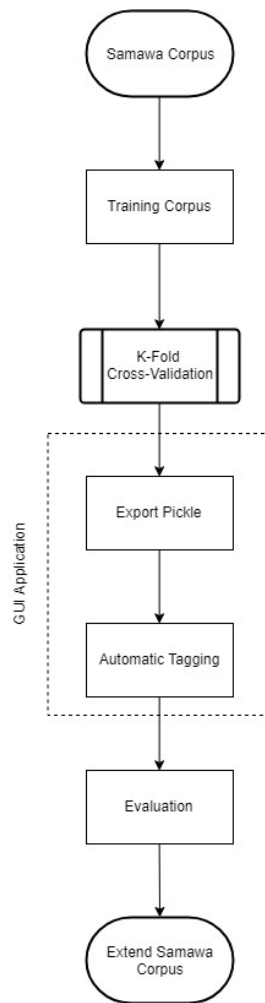 Samawa Corpus
Training Corpus
K-Fold
Cross-Validation
GUI Application
Export Pickle
Automatic Tagging
Evaluation
Extend Samawa
Corpus